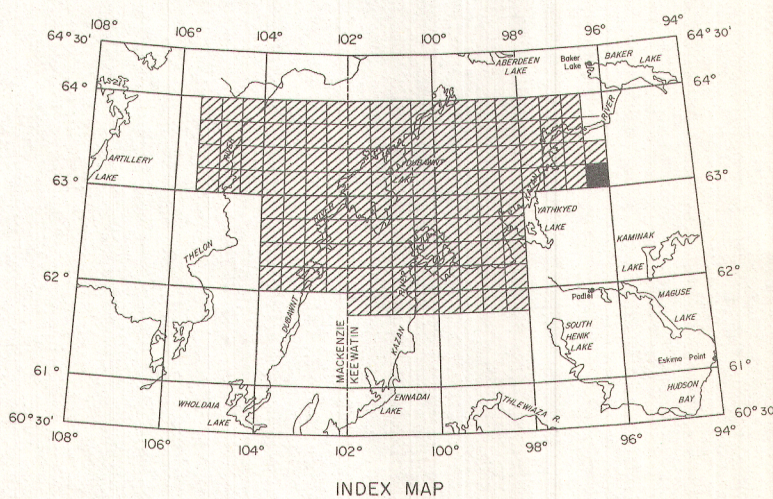 108°
106°
104°
102°
100°
98°
96°
94°
64° 30'
64° 30'
ABERDEEN
LAKE
Baker
Lake
BAKER
LAKE
64°
64°
RIVER
ARTILLERY
LAKE
RIVER
DUBAWNT
LAKE
KAZAN
63°
63°
RIVER
YATHKYED
LAKE
KAMINAK
LAKE
THELON
62°
62°
RIVER
Padlei
MAGUSE
LAKE
DUBAWNT
SOUTH
HENIK
LAKE
MACKENZIE
KEEWATIN
KAZAN
Eskimo Point
61°
61°
WHOLDAIA
LAKE
ENNADAI
LAKE
THLEWIAZA R.
HUDSON
BAY
60° 30'
60° 30'
108°
106°
104°
102°
100°
98°
96°
94°
INDEX MAP